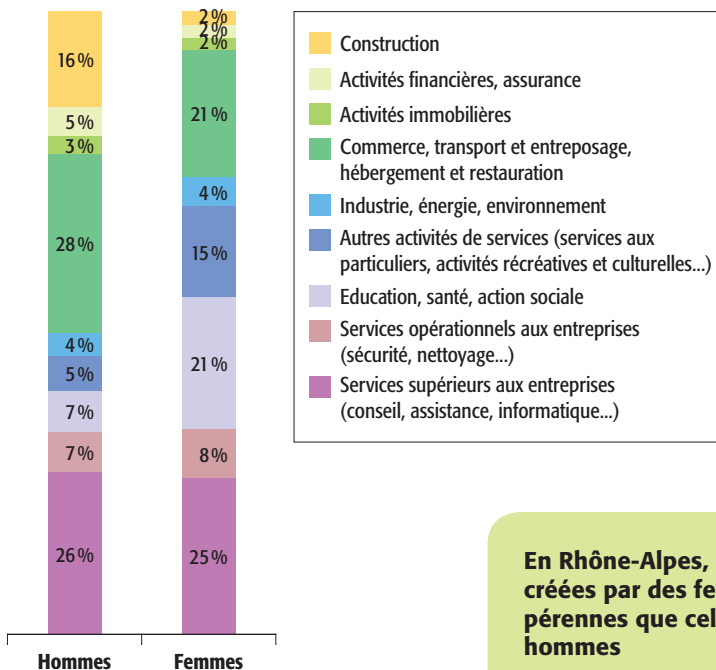 16 %
5 %
3 %
28 %
4 %
5 %
7 %
7 %
26 %
Hommes
2 %
2 %
2 %
21 %
4 %
15 %
21 %
8 %
25 %
Femmes
Construction
Activités financières, assurance
Activités immobilières
Commerce, transport et entreposage,
hébergement et restauration
Industrie, énergie, environnement
Autres activités de services (services aux
particuliers, activités récréatives et culturelles...)
Education, santé, action sociale
Services opérationnels aux entreprises
(sécurité, nettoyage...)
Services supérieurs aux entreprises
(conseil, assistance, informatique...)
En Rhône-Alpes,
créées par des fe
pérennes que cel
hommes